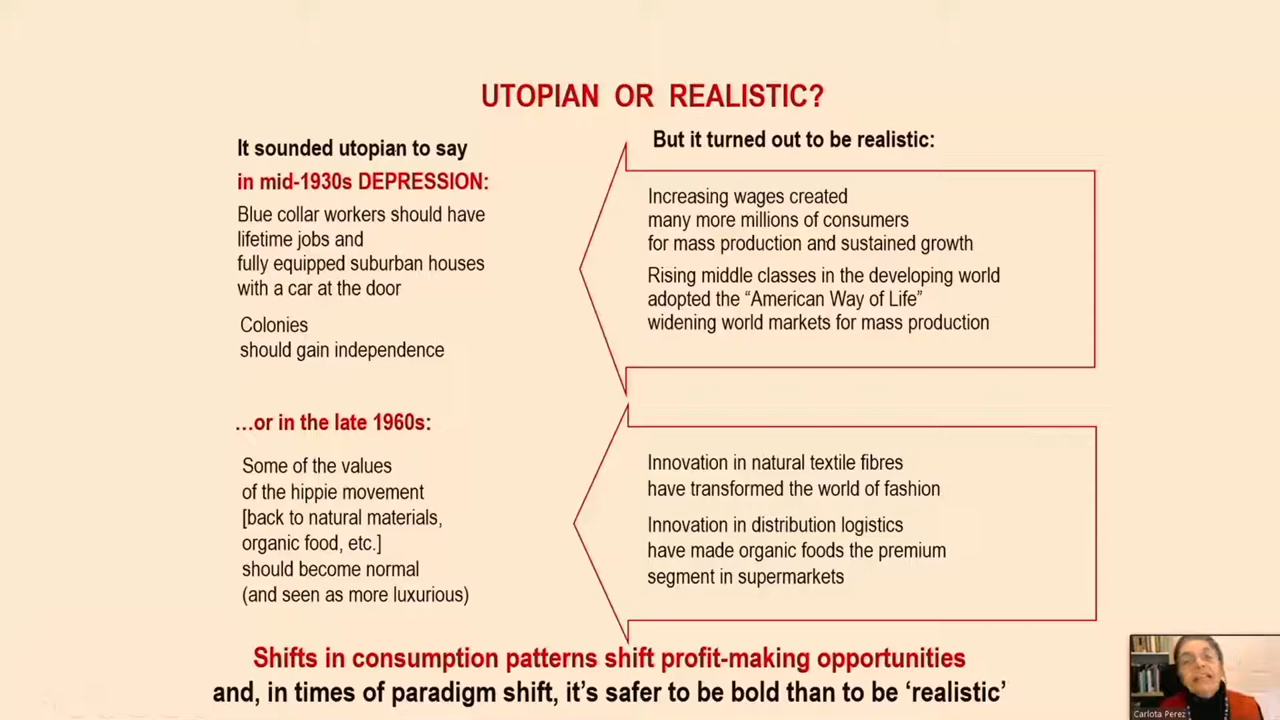 UTOPIAN OR REALISTIC?
It sounded utopian to say
in mid-1930s DEPRESSION:
Blue collar workers should have
lifetime jobs and
fully equipped suburban houses
with a car at the door
Colonies
should gain independence
But it turned out to be realistic:
Increasing wages created
many more millions of consumers
for mass production and sustained growth
Rising middle classes in the developing world
adopted the “American Way of Life”
widening world markets for mass production
…or in the late 1960s:
Some of the values
of the hippie movement
[back to natural materials,
organic food, etc.]
should become normal
(and seen as more luxurious)
Innovation in natural textile fibres
have transformed the world of fashion
Innovation in distribution logistics
have made organic foods the premium
segment in supermarkets
Shifts in consumption patterns shift profit-making opportunities
and, in times of paradigm shift, it’s safer to be bold than to be ‘realistic’
Carlota Perez